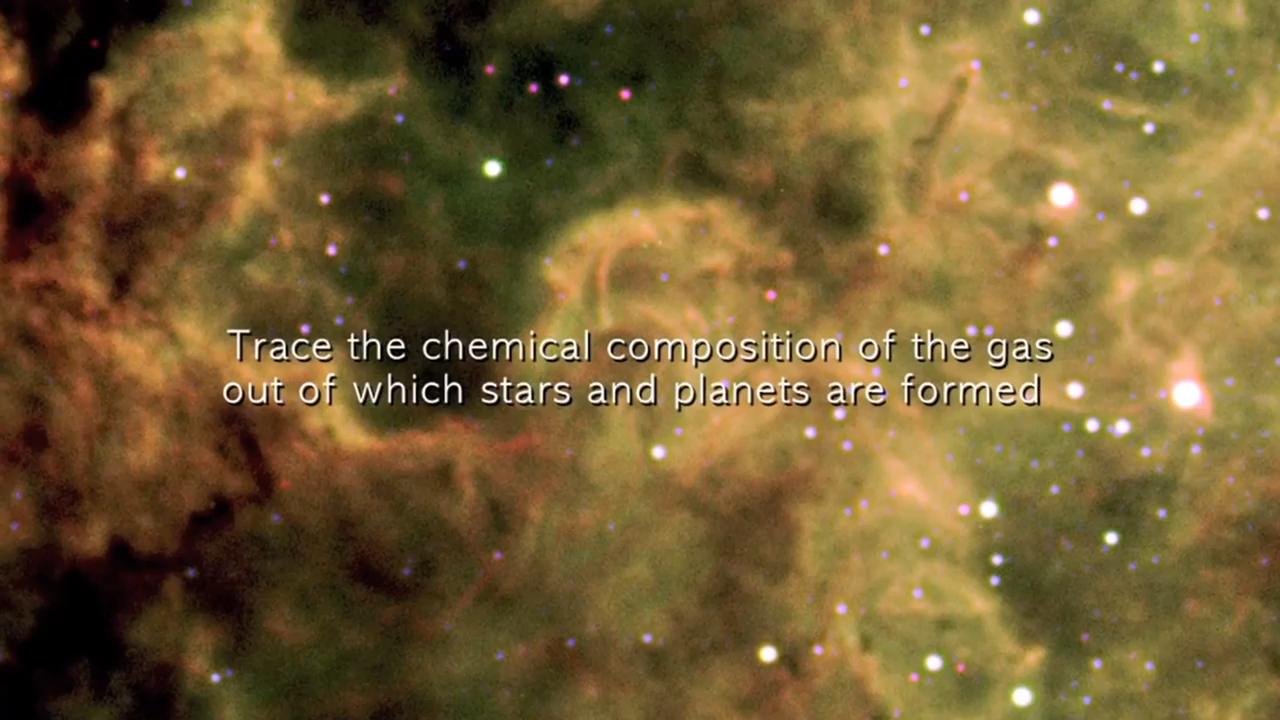 Trace the chemical composition of the gas
out of which stars and planets are formed